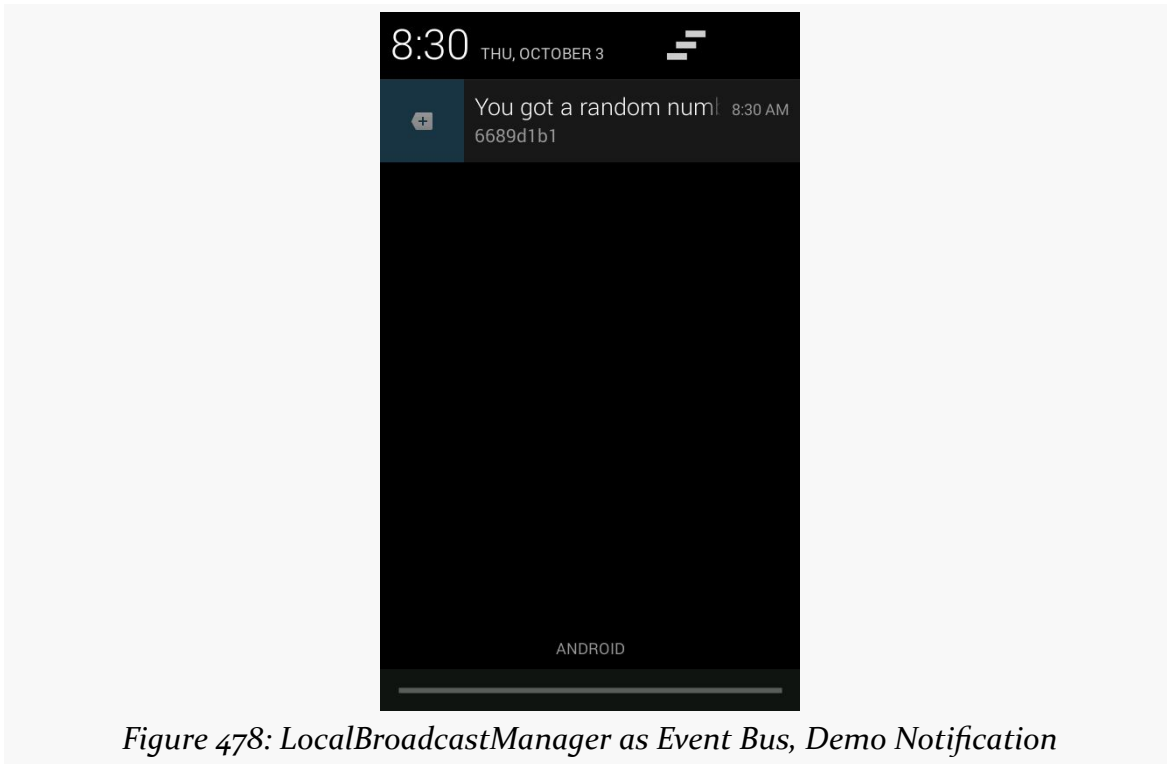 8:30 THU, OCTOBER 3
You got a random num 8:30 AM
6689d1b1
ANDROID
Figure 478: LocalBroadcastManager as Event Bus, Demo Notification